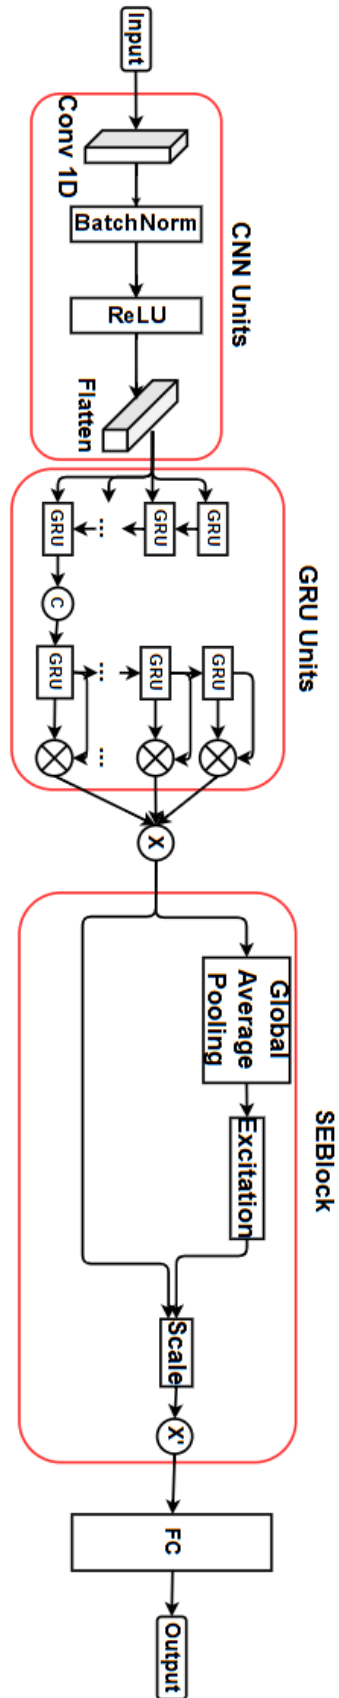 Input
CNN Units
Conv 1D
BatchNorm
ReLU
Flatten
GRU Units
GRU
...
GRU
GRU
C
GRU
...
GRU
GRU
...
X
SEBlock
Global
Average
Pooling
Excitation
Scale
X'
FC
Output